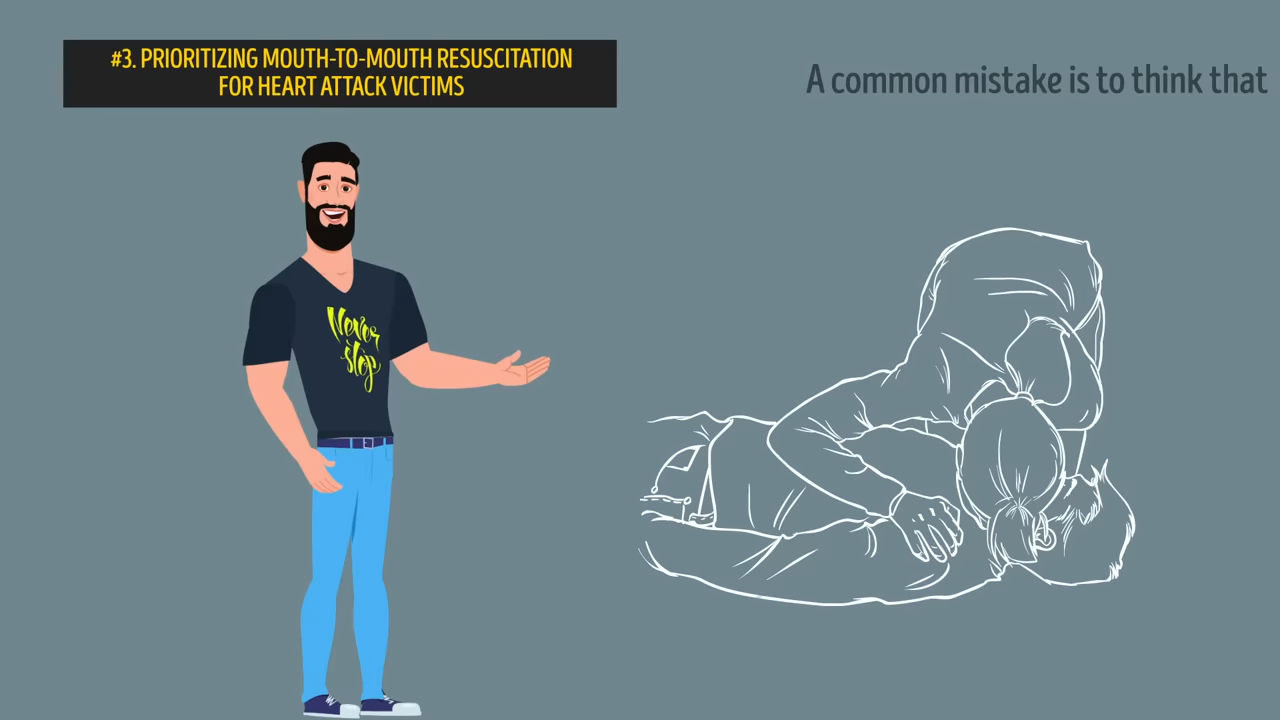 #3. PRIORITIZING MOUTH-TO-MOUTH RESUSCITATION
FOR HEART ATTACK VICTIMS
A common mistake is to think that
Never
stop